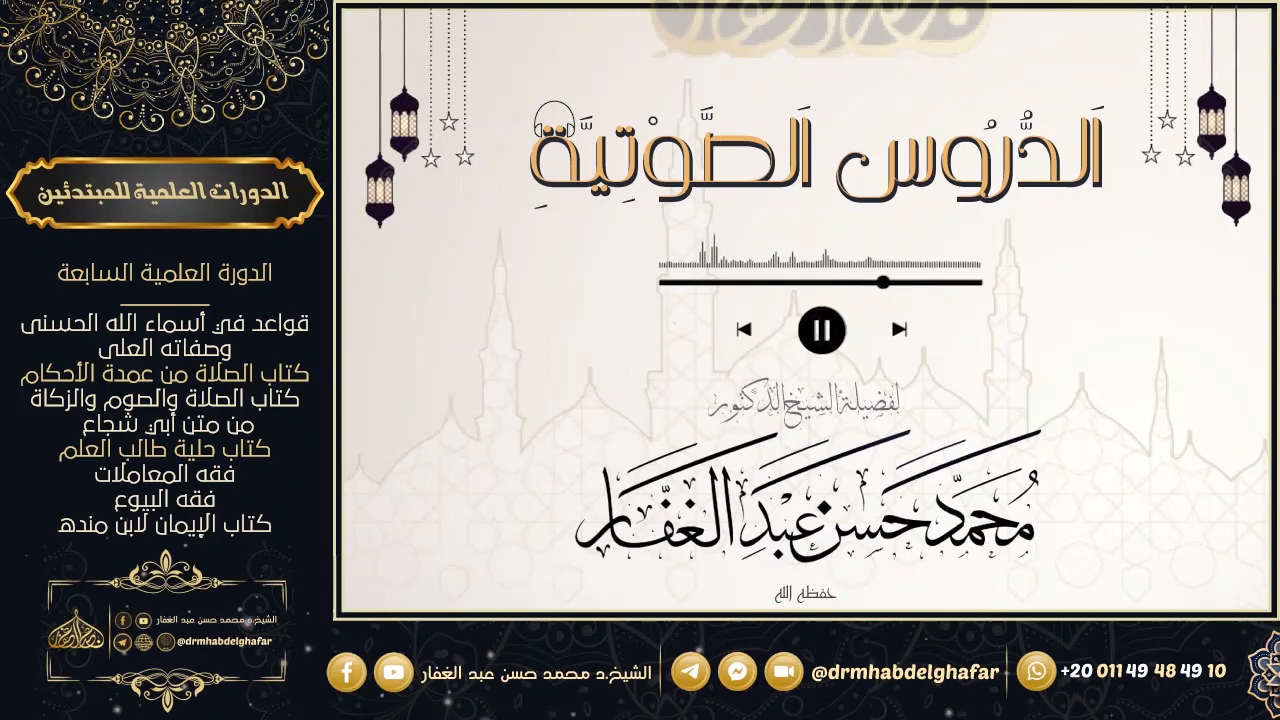 الدُّرُوس الصَّوْتِيَّةِ
لفضيلة الشيخ الدكتور
مُحَمَّد حَسَن عَبْدِ الغَفَّار
حفظه الله
الدورات العلمية للمبتدئين
الدورة العلمية السابعة
قواعد في أسماء الله الحسنى
وصفاته العلى
كتاب الصلاة من عمدة الأحكام
كتاب الصلاة والصوم والزكاة
من متن أبي شجاع
كتاب حلية طالب العلم
فقه المعاملات
فقه البيوع
كتاب الإيمان لابن منده
الشيخ.د محمد حسن عبد الغفار
@drmhabdelghafar
الشيخ.د محمد حسن عبد الغفار
@drmhabdelghafar
+20 011 49 48 49 10